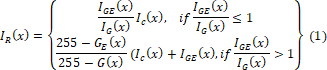 I_R(x) = { I_GE(x)/I_G(x) I_c(x), if I_GE(x)/I_G(x) ≤ 1
255 − G_E(x)/255 − G(x) (I_c(x) + I_GE(x), if I_GE(x)/I_G(x) > 1 } (1)